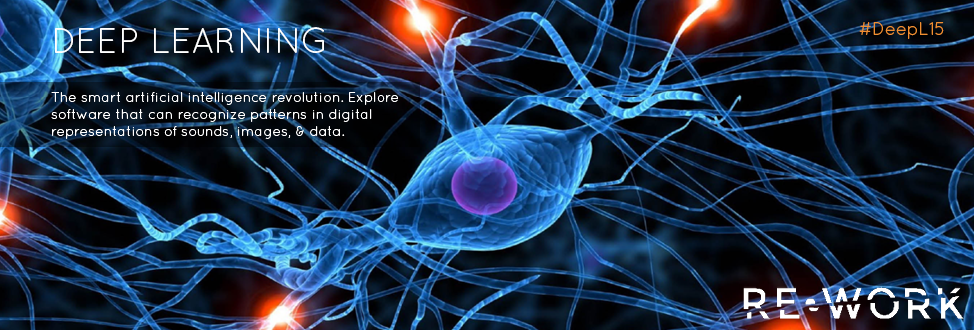 DEEP LEARNING
#DeepL15
The smart artificial intelligence revolution. Explore
software that can recognize patterns in digital
representations of sounds, images, & data.
RE•WORK